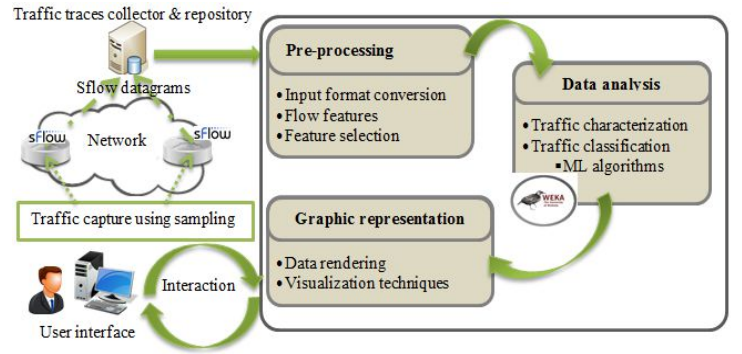 Traffic traces collector & repository
Sflow datagrams
sFlow
Network
sFlow
Traffic capture using sampling
Pre-processing
• Input format conversion
• Flow features
• Feature selection
Data analysis
• Traffic characterization
• Traffic classification
▪ ML algorithms
WEKA
Graphic representation
• Data rendering
• Visualization techniques
Interaction
User interface